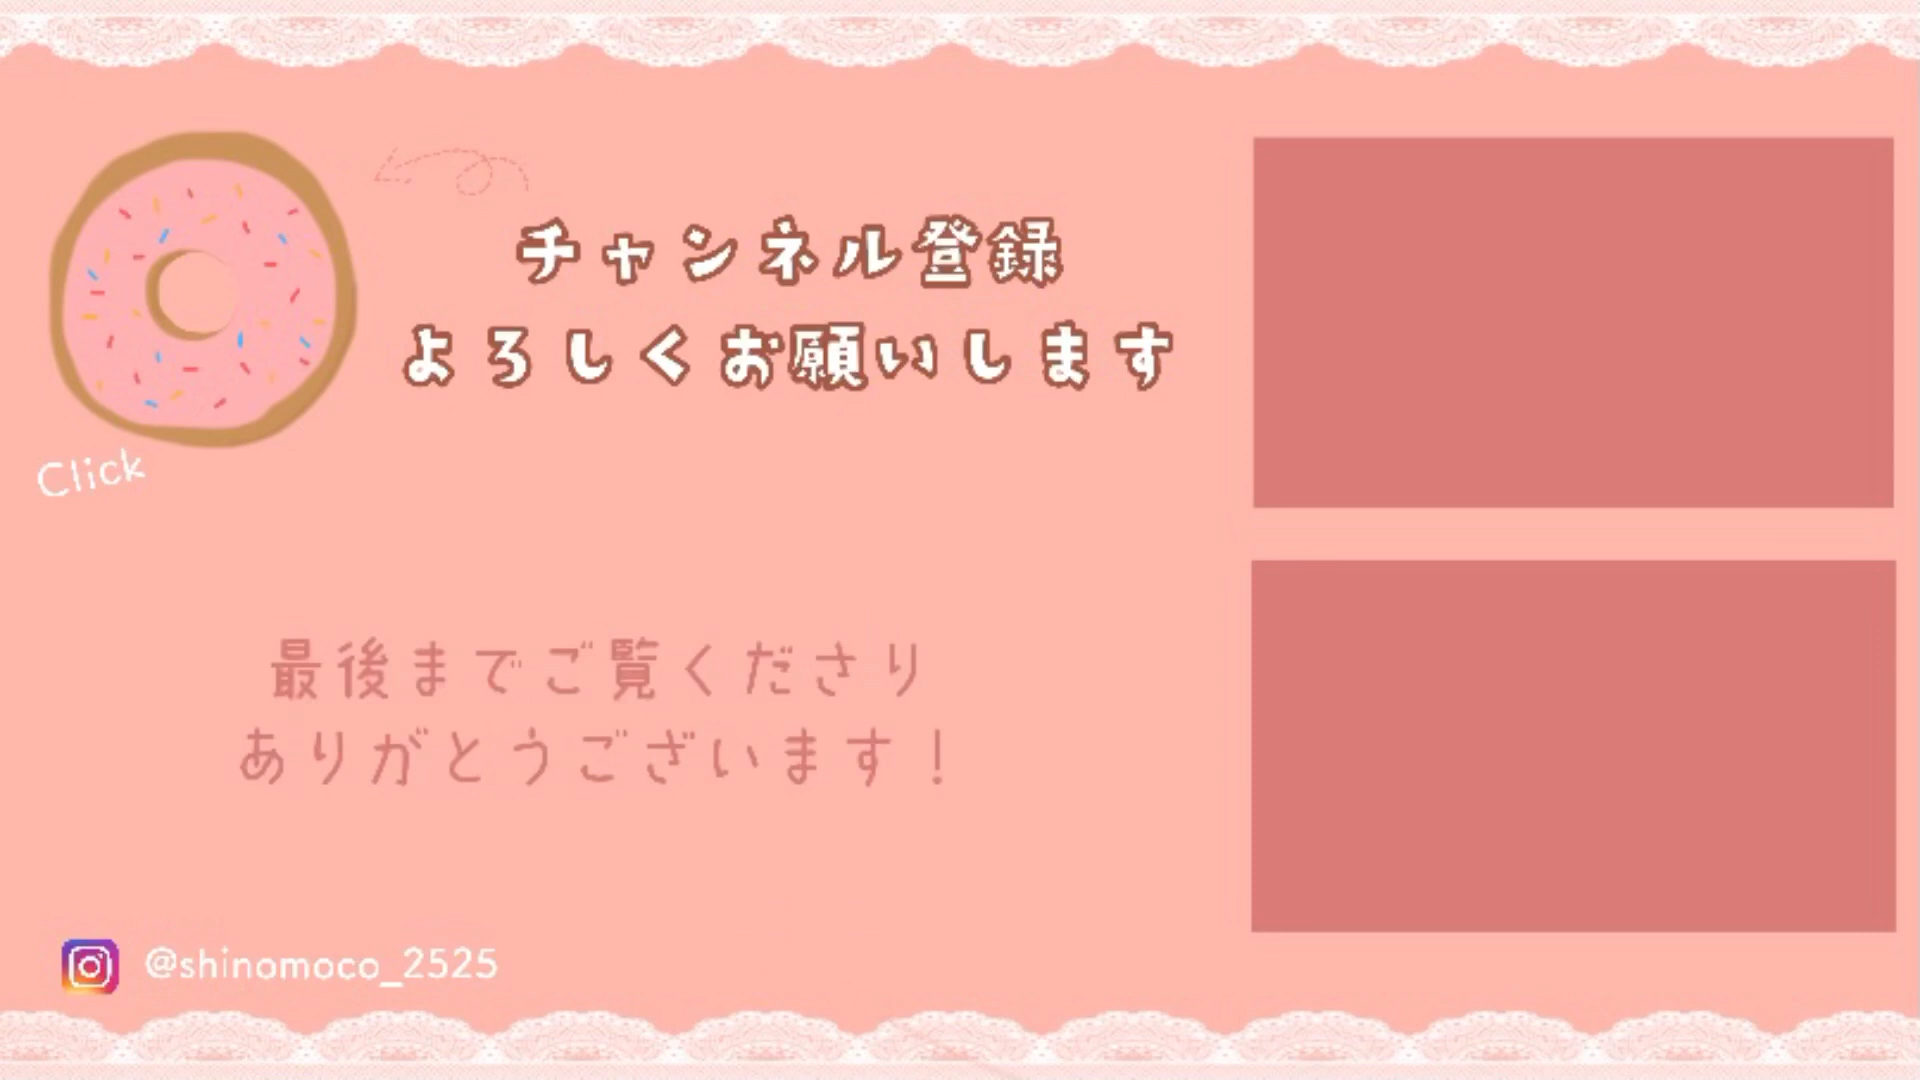 チャンネル登録
よろしくお願いします
Click
最後までご覧くださり
ありがとうございます！
@shinomoco_2525